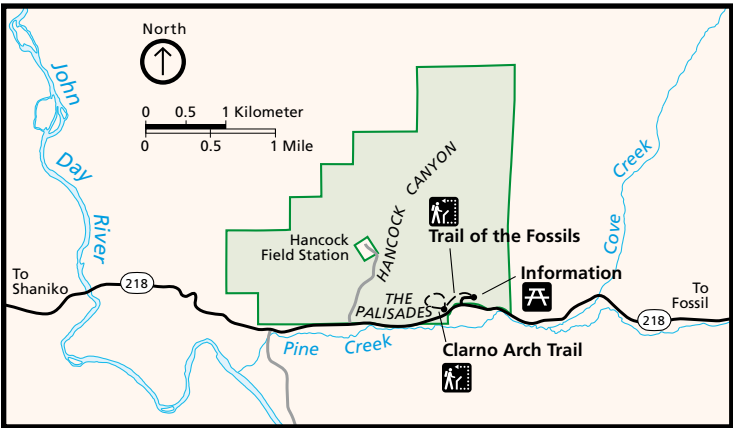 North
0 0.5 1 Kilometer
0 0.5 1 Mile
John
Day
River
Cove
Creek
HANCOCK CANYON
Trail of the Fossils
Hancock
Field Station
Information
To
Shaniko
218
THE
PALISADES
To
Fossil
218
Pine Creek
Clarno Arch Trail